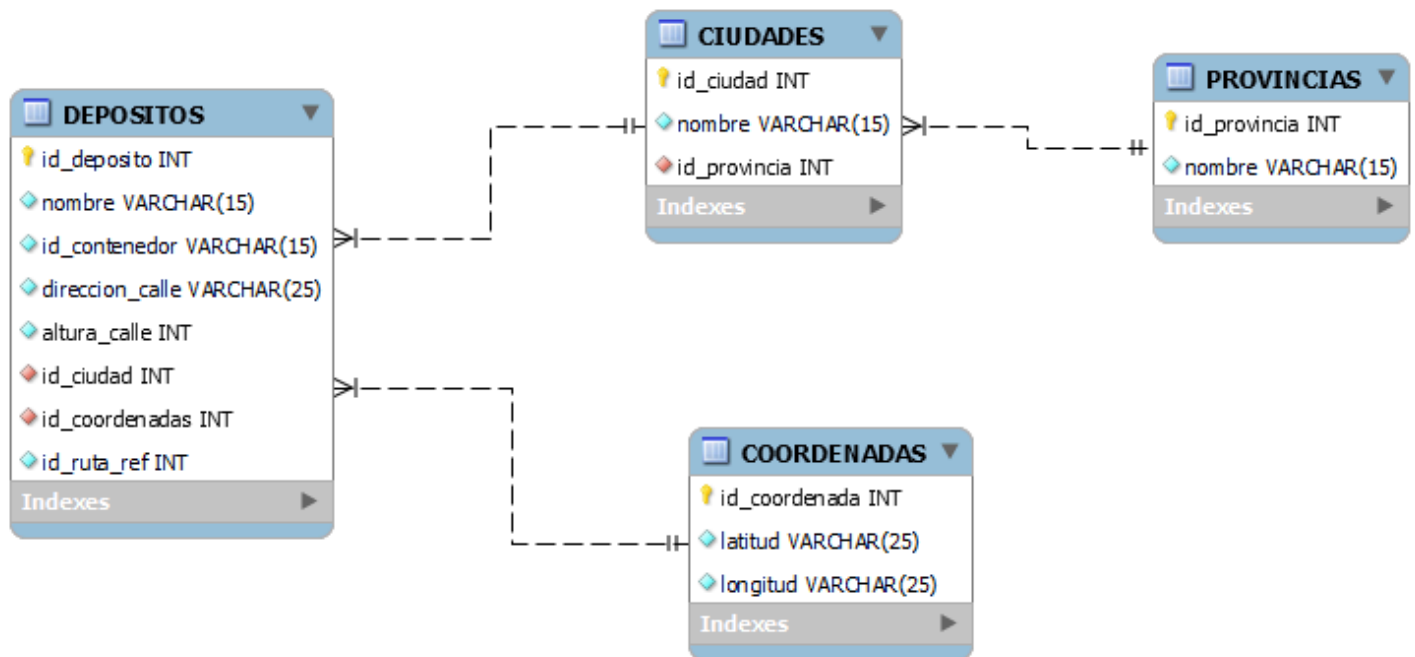 DEPOSITOS
id_deposito INT
nombre VARCHAR(15)
id_contenedor VARCHAR(15)
direccion_calle VARCHAR(25)
altura_calle INT
id_ciudad INT
id_coordenadas INT
id_ruta_ref INT
Indexes
CIUDADES
id_ciudad INT
nombre VARCHAR(15)
id_provincia INT
Indexes
PROVINCIAS
id_provincia INT
nombre VARCHAR(15)
Indexes
COORDENADAS
id_coordenada INT
latitud VARCHAR(25)
longitud VARCHAR(25)
Indexes